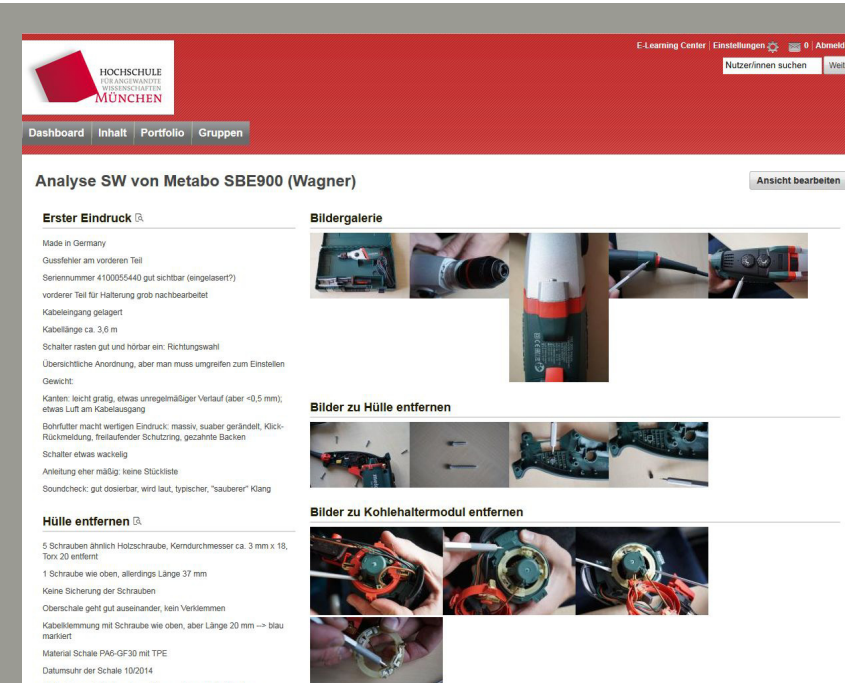 E-Learning Center | Einstellungen 0 | Abmeld
Nutzer/innen suchen Weit
HOCHSCHULE
FÜR ANGEWANDTE
WISSENSCHAFTEN
MÜNCHEN
Dashboard Inhalt Portfolio Gruppen
Analyse SW von Metabo SBE900 (Wagner)
Ansicht bearbeiten
Erster Eindruck
Made in Germany
Gussfehler am vorderen Teil
Seriennummer 4100055440 gut sichtbar (eingelasert?)
vorderer Teil für Halterung grob nachbearbeitet
Kabeleingang gelagert
Kabellänge ca. 3,6 m
Schalter rasten gut und hörbar ein: Richtungswahl
Übersichtliche Anordnung, aber man muss umgreifen zum Einstellen
Gewicht:
Kanten: leicht gratig, etwas unregelmäßiger Verlauf (aber <0,5 mm);
etwas Luft am Kabelausgang
Bohrfutter macht wertigen Eindruck: massiv, suaber gerändelt, Klick-
Rückmeldung, freilaufender Schutzring, gezahnte Backen
Schalter etwas wackelig
Anleitung eher mäßig: keine Stückliste
Soundcheck: gut dosierbar, wird laut, typischer, "sauberer" Klang
Hülle entfernen
5 Schrauben ähnlich Holzschraube, Kerndurchmesser ca. 3 mm x 18,
Torx 20 entfernt
1 Schraube wie oben, allerdings Länge 37 mm
Keine Sicherung der Schrauben
Oberschale geht gut auseinander, kein Verklemmen
Kabelklemmung mit Schraube wie oben, aber Länge 20 mm --> blau
markiert
Material Schale PA6-GF30 mit TPE
Datumsuhr der Schale 10/2014
Bildergalerie
Bilder zu Hülle entfernen
Bilder zu Kohlehaltermodul entfernen